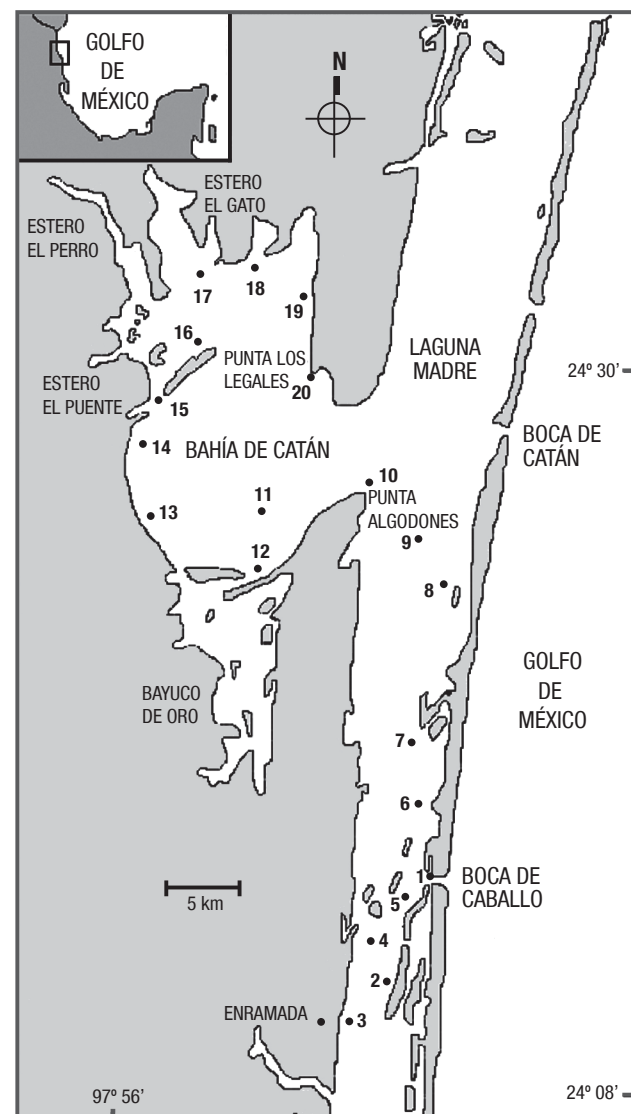 GOLFO
DE
MÉXICO
N
ESTERO
EL GATO
ESTERO
EL PERRO
17
18
19
16
PUNTA LOS
LEGALES
20
LAGUNA
MADRE
24º 30'
ESTERO
EL PUENTE
15
14
BAHÍA DE CATÁN
BOCA DE
CATÁN
10
PUNTA
ALGODONES
11
13
9
12
8
BAYUCO
DE ORO
GOLFO
DE
MÉXICO
7
6
1
BOCA DE
CABALLO
5 km
5
4
2
ENRAMADA
3
97º 56'
24º 08'